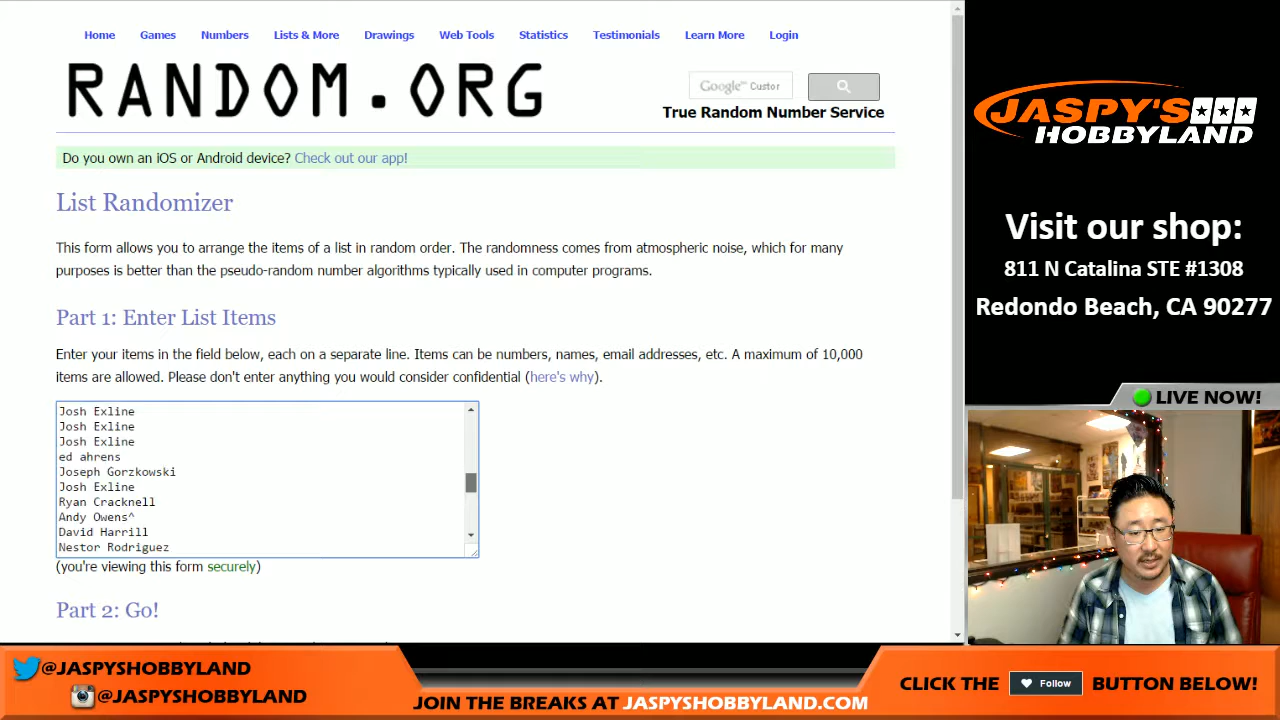 Home Games Numbers Lists & More Drawings Web Tools Statistics Testimonials Learn More Login
RANDOM.ORG
Google™ Custor
True Random Number Service
Do you own an iOS or Android device? Check out our app!
List Randomizer
This form allows you to arrange the items of a list in random order. The randomness comes from atmospheric noise, which for many
purposes is better than the pseudo-random number algorithms typically used in computer programs.
Part 1: Enter List Items
Enter your items in the field below, each on a separate line. Items can be numbers, names, email addresses, etc. A maximum of 10,000
items are allowed. Please don't enter anything you would consider confidential (here's why).
Josh Exline
Josh Exline
Josh Exline
ed ahrens
Joseph Gorzkowski
Josh Exline
Ryan Cracknell
Andy Owens^
David Harrill
Nestor Rodriguez
(you're viewing this form securely)
Part 2: Go!
JASPY'S
HOBBYLAND
Visit our shop:
811 N Catalina STE #1308
Redondo Beach, CA 90277
LIVE NOW!
@JASPYSHOBBYLAND
@JASPYSHOBBYLAND
JOIN THE BREAKS AT JASPYSHOBBYLAND.COM
CLICK THE Follow BUTTON BELOW!